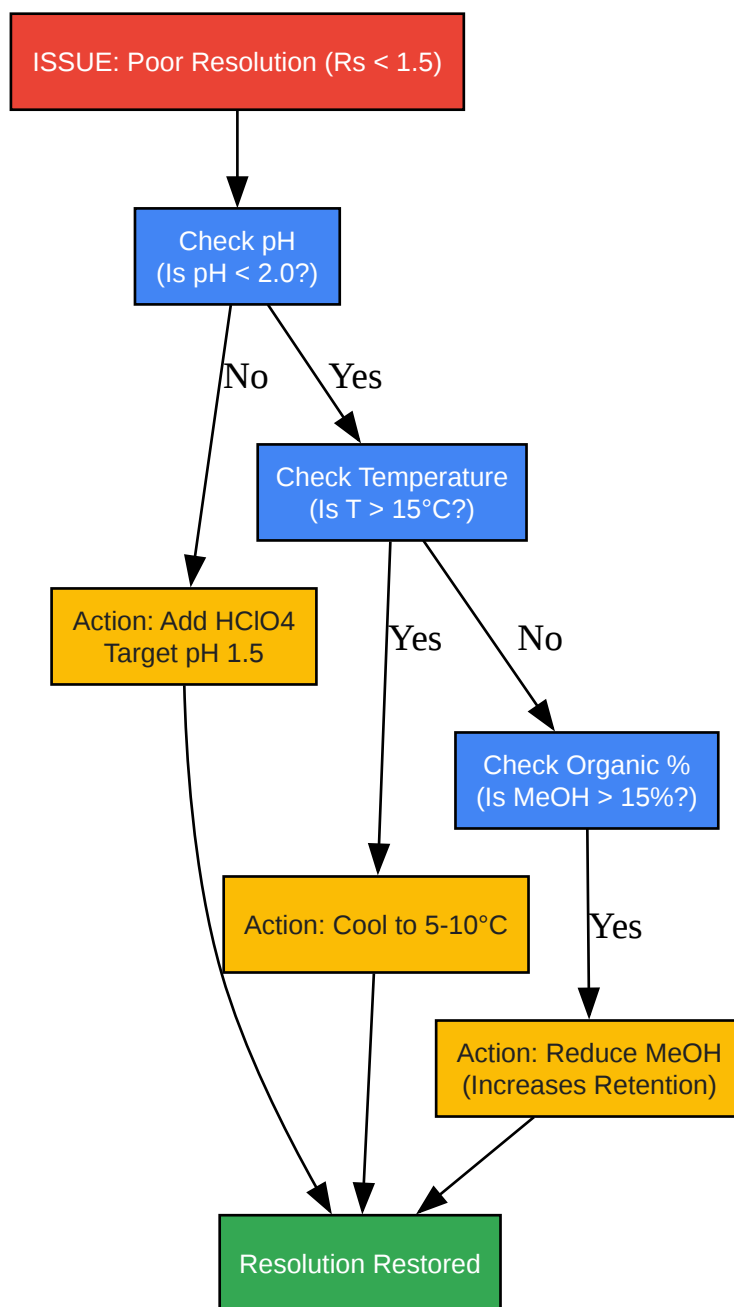 ISSUE: Poor Resolution (Rs < 1.5)
Check pH
(Is pH < 2.0?)
No
Yes
Check Temperature
(Is T > 15°C?)
Action: Add HClO4
Target pH 1.5
Yes
No
Check Organic %
(Is MeOH > 15%?)
Action: Cool to 5-10°C
Yes
Action: Reduce MeOH
(Increases Retention)
Resolution Restored